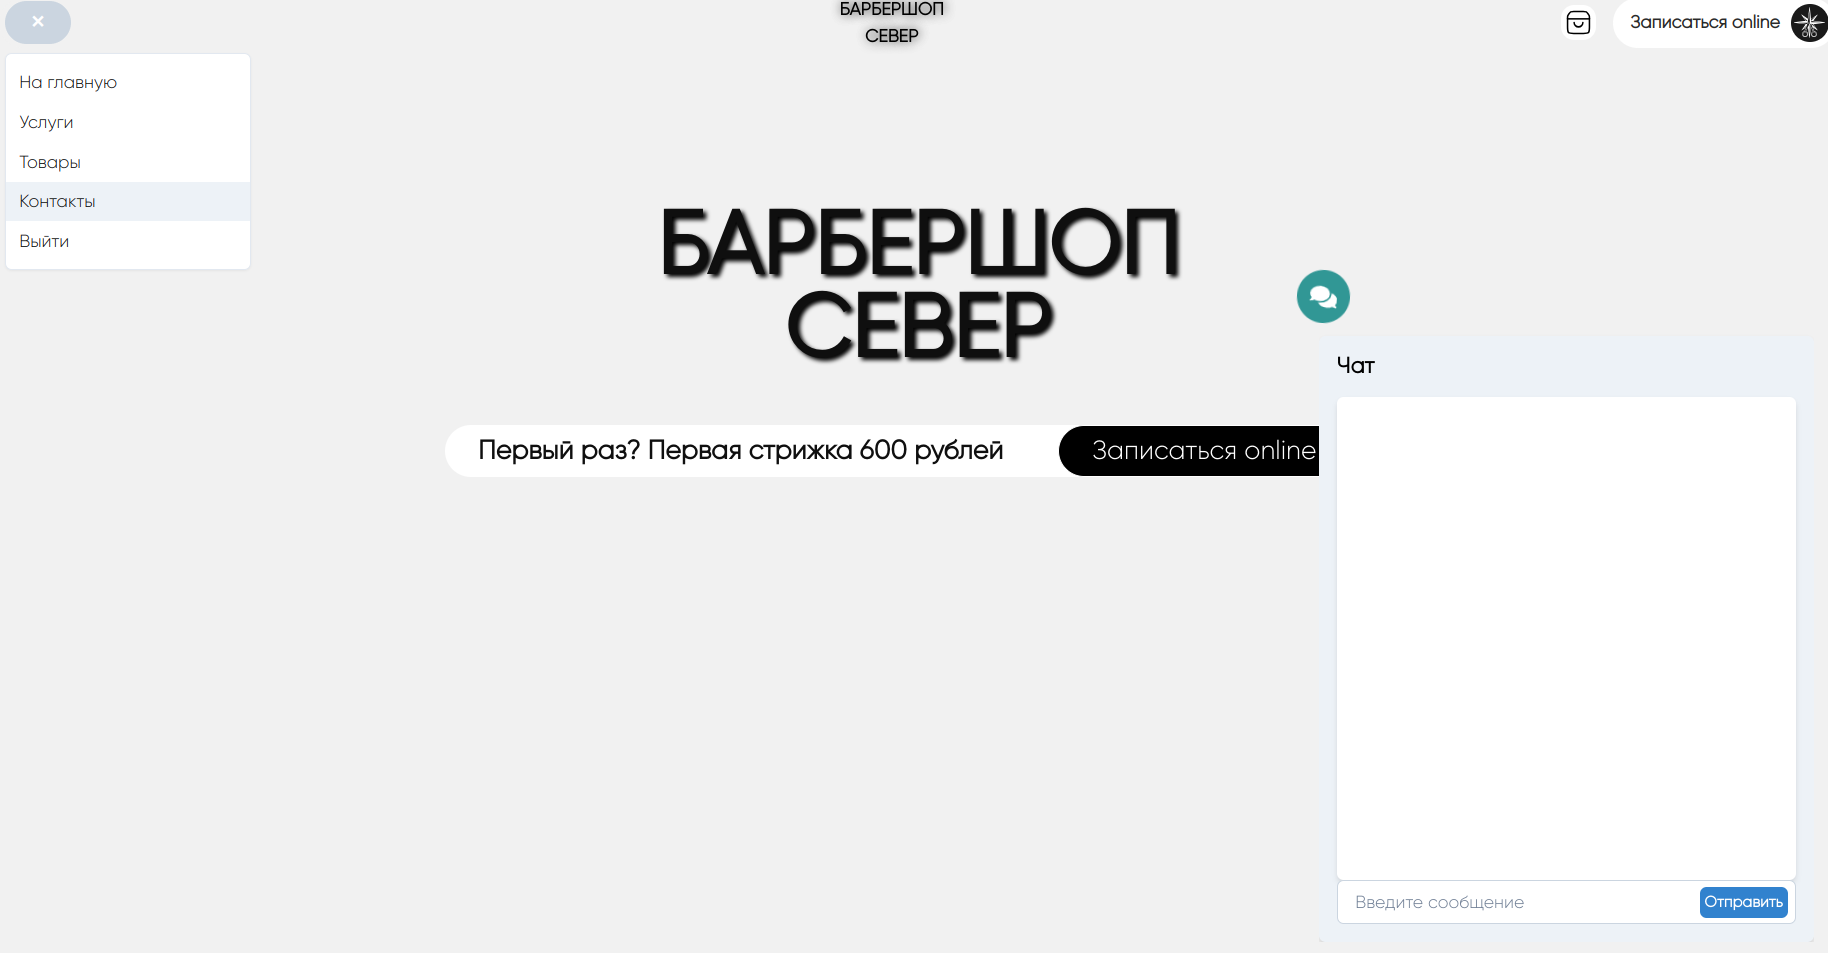 БАРБЕРШОП
СЕВЕР
Записаться online
На главную
Услуги
Товары
Контакты
Выйти
БАРБЕРШОП
СЕВЕР
Первый раз? Первая стрижка 600 рублей
Записаться online
Чат
Введите сообщение
Отправить